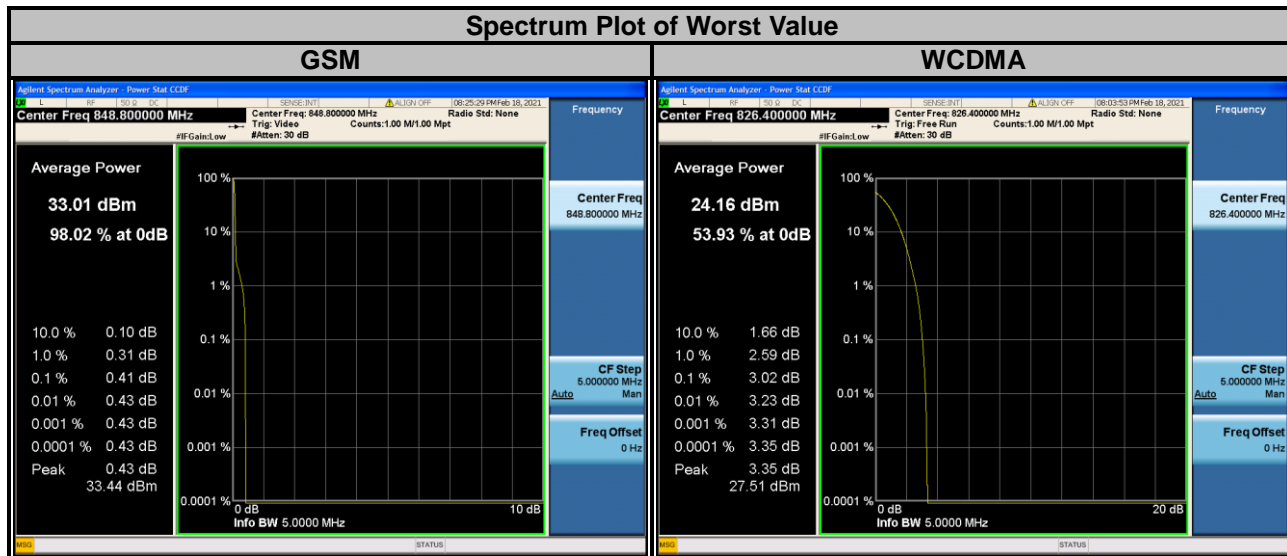 Spectrum Plot of Worst Value
GSM
WCDMA
Agilent Spectrum Analyzer - Power Stat CCDF
L RF 50 Ω DC SENSE:INT ALIGN OFF 08:25:29 PM Feb 18, 2021
Center Freq 848.800000 MHz
Center Freq: 848.800000 MHz Radio Std: None
Trig: Video Counts:1.00 M/1.00 Mpt
#IFGain:Low #Atten: 30 dB
Frequency
Average Power
33.01 dBm
98.02 % at 0dB
10.0 % 0.10 dB
1.0 % 0.31 dB
0.1 % 0.41 dB
0.01 % 0.43 dB
0.001 % 0.43 dB
0.0001 % 0.43 dB
Peak 0.43 dB
33.44 dBm
100 %
10 %
1 %
0.1 %
0.01 %
0.001 %
0.0001 %
0 dB 10 dB
Info BW 5.0000 MHz
Center Freq
848.800000 MHz
CF Step
5.000000 MHz
Auto Man
Freq Offset
0 Hz
MSG STATUS
Agilent Spectrum Analyzer - Power Stat CCDF
L RF 50 Ω DC SENSE:INT ALIGN OFF 08:03:53 PM Feb 18, 2021
Center Freq 826.400000 MHz
Center Freq: 826.400000 MHz Radio Std: None
Trig: Free Run Counts:1.00 M/1.00 Mpt
#IFGain:Low #Atten: 30 dB
Frequency
Average Power
24.16 dBm
53.93 % at 0dB
10.0 % 1.66 dB
1.0 % 2.59 dB
0.1 % 3.02 dB
0.01 % 3.23 dB
0.001 % 3.31 dB
0.0001 % 3.35 dB
Peak 3.35 dB
27.51 dBm
100 %
10 %
1 %
0.1 %
0.01 %
0.001 %
0.0001 %
0 dB 20 dB
Info BW 5.0000 MHz
Center Freq
826.400000 MHz
CF Step
5.000000 MHz
Auto Man
Freq Offset
0 Hz
MSG STATUS